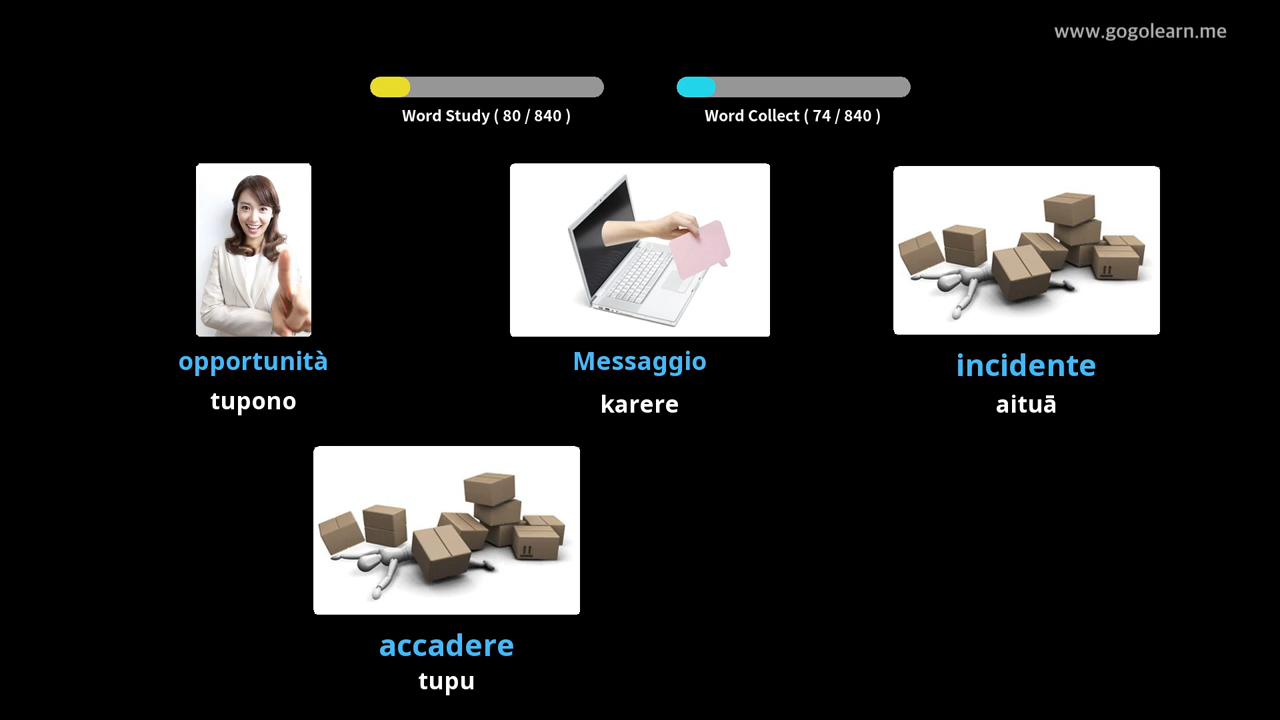 www.gogolearn.me
Word Study ( 80 / 840 )
Word Collect ( 74 / 840 )
opportunità
tupono
Messaggio
karere
incidente
aituā
accadere
tupu